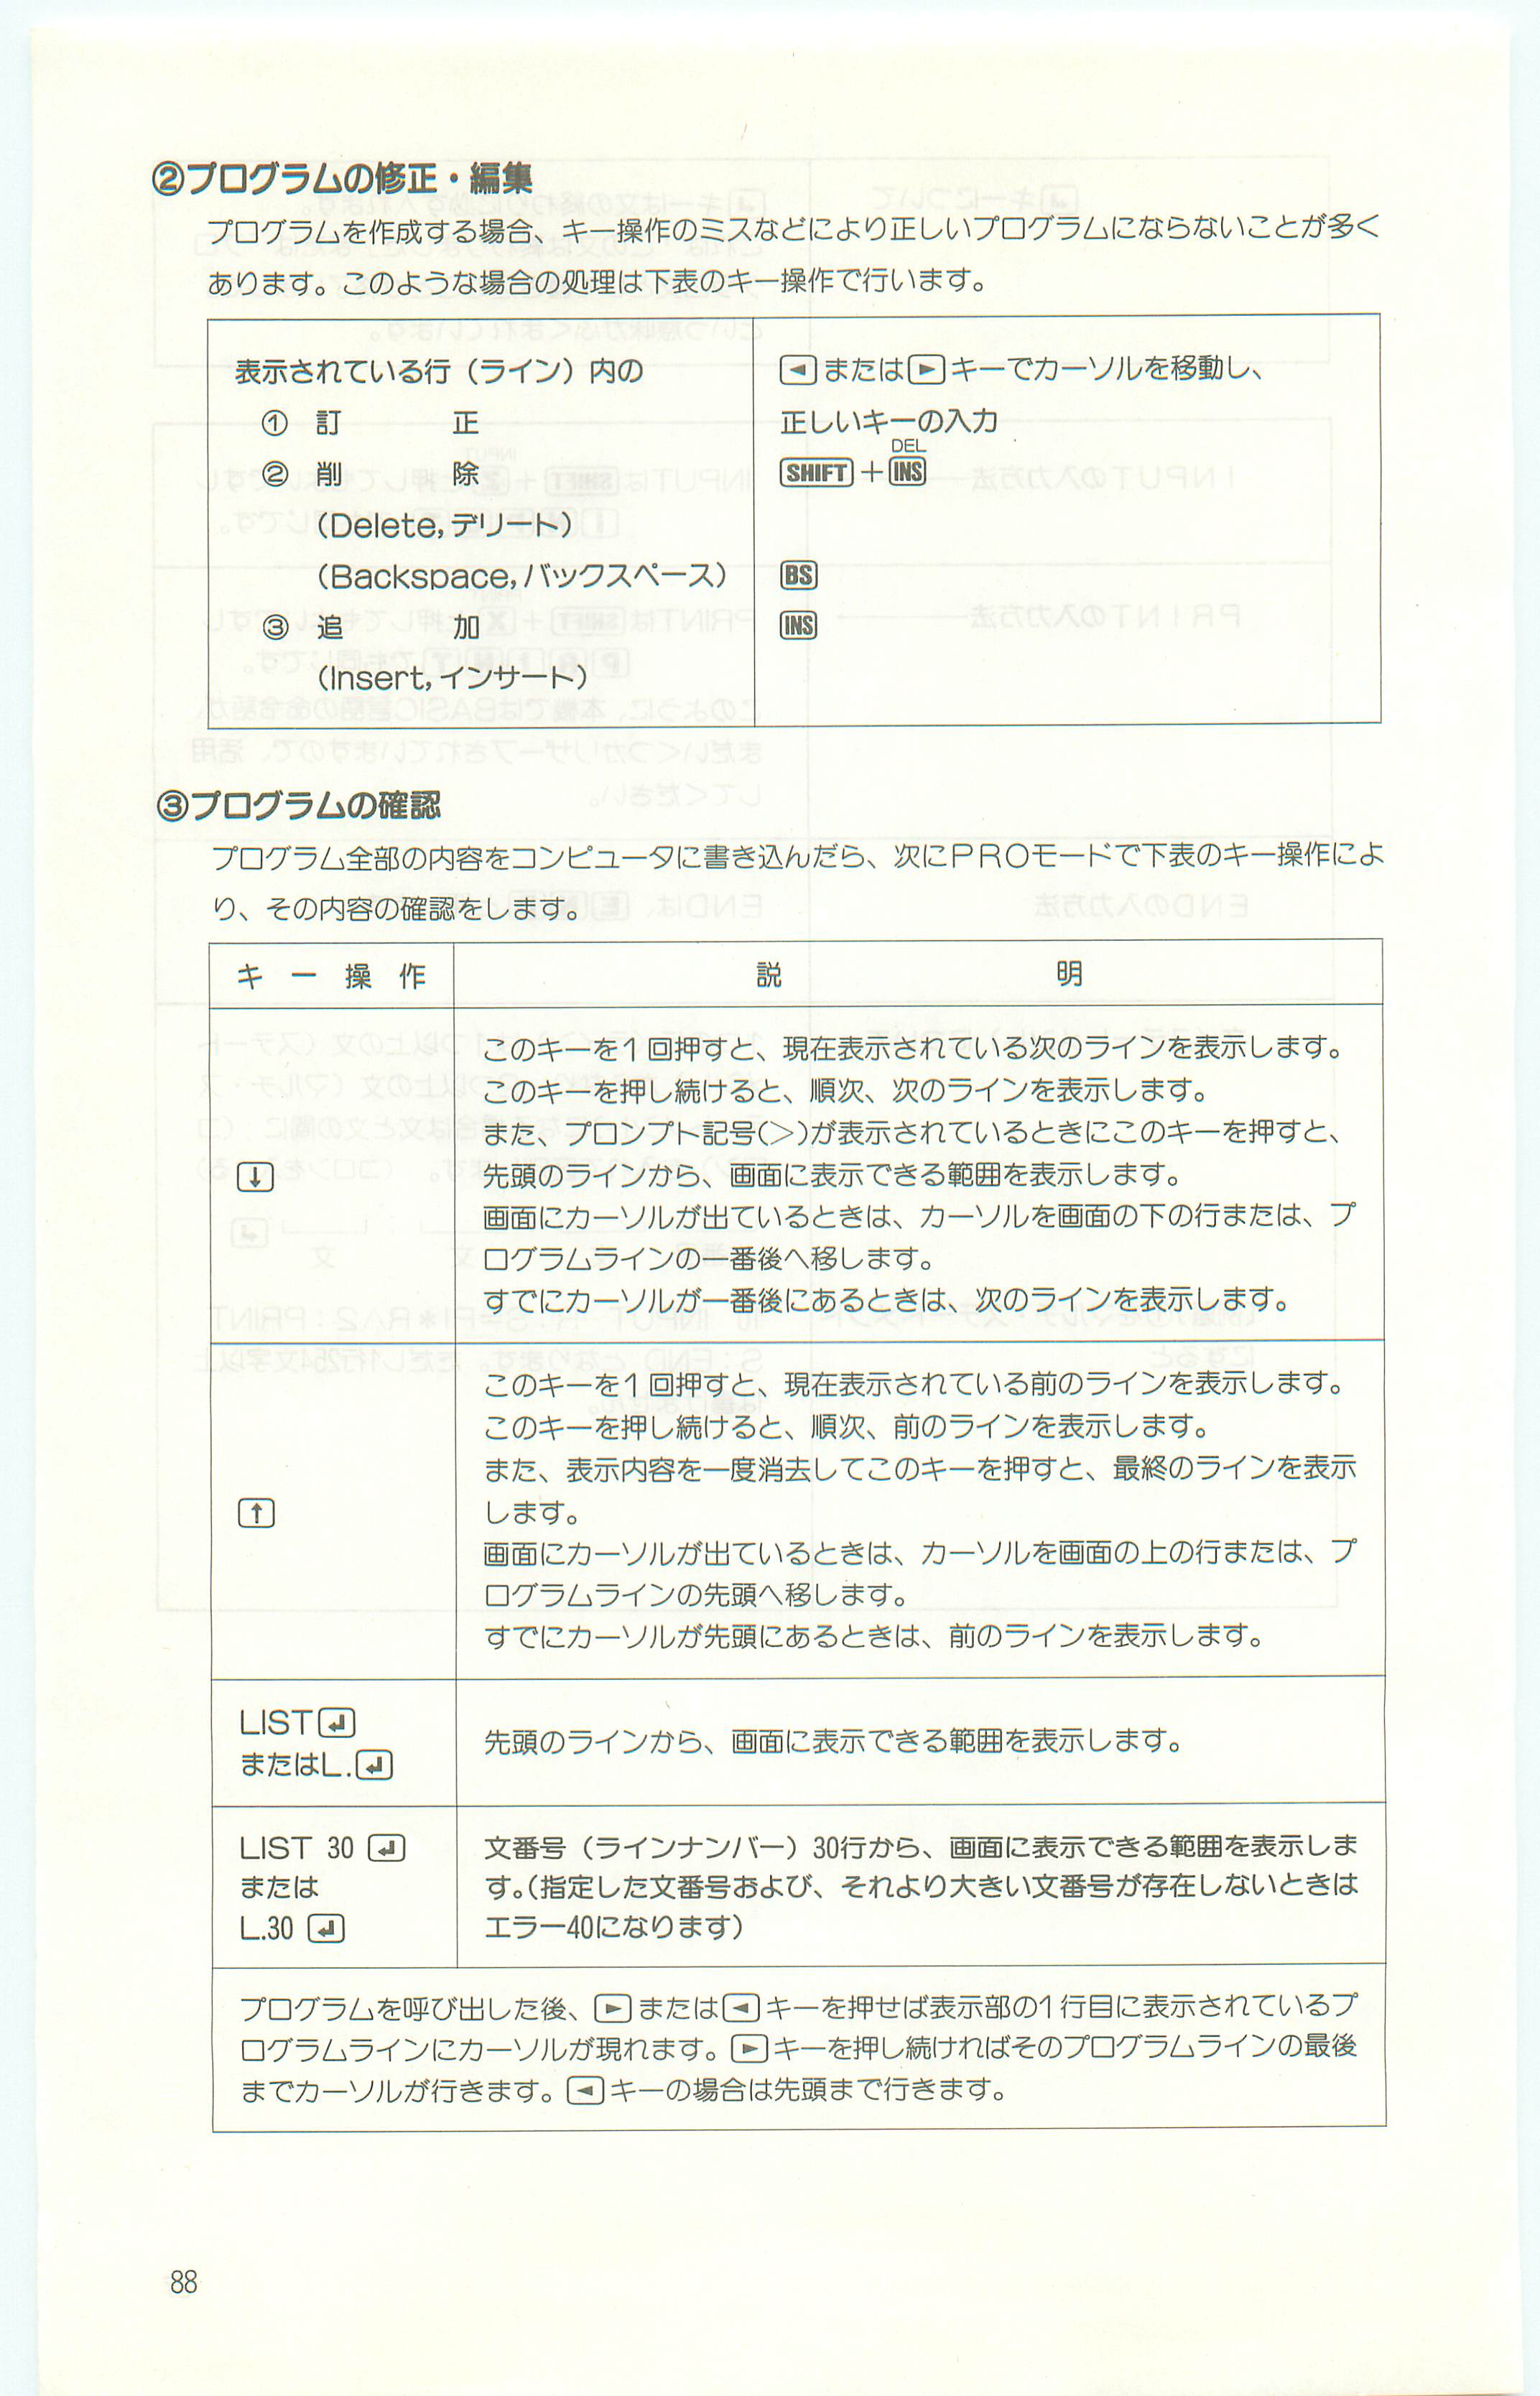 ②プログラムの修正・編集
プログラムを作成する場合、キー操作のミスなどにより正しいプログラムにならないことが多く
あります。このような場合の処理は下表のキー操作で行います。
表示されている行（ライン）内の
① 訂 正
② 削 除
（Delete,デリート）
（Backspace,バックスペース）
③ 追 加
（Insert,インサート）
◄または►キーでカーソルを移動し、
正しいキーの入力
DEL
SHIFT＋INS
BS
INS
③プログラムの確認
プログラム全部の内容をコンピュータに書き込んだら、次にPROモードで下表のキー操作によ
り、その内容の確認をします。
キー操作 説 明
↓
このキーを1回押すと、現在表示されている次のラインを表示します。
このキーを押し続けると、順次、次のラインを表示します。
また、プロンプト記号(＞)が表示されているときにこのキーを押すと、
先頭のラインから、画面に表示できる範囲を表示します。
画面にカーソルが出ているときは、カーソルを画面の下の行または、プ
ログラムラインの一番後へ移します。
すでにカーソルが一番後にあるときは、次のラインを表示します。
↑
このキーを1回押すと、現在表示されている前のラインを表示します。
このキーを押し続けると、順次、前のラインを表示します。
また、表示内容を一度消去してこのキーを押すと、最終のラインを表示
します。
画面にカーソルが出ているときは、カーソルを画面の上の行または、プ
ログラムラインの先頭へ移します。
すでにカーソルが先頭にあるときは、前のラインを表示します。
LIST↵
またはL.↵
先頭のラインから、画面に表示できる範囲を表示します。
LIST 30 ↵
または
L.30 ↵
文番号（ラインナンバー）30行から、画面に表示できる範囲を表示しま
す。（指定した文番号および、それより大きい文番号が存在しないときは
エラー40になります）
プログラムを呼び出した後、►または◄キーを押せば表示部の1行目に表示されているプ
ログラムラインにカーソルが現れます。►キーを押し続ければそのプログラムラインの最後
までカーソルが行きます。◄キーの場合は先頭まで行きます。
88